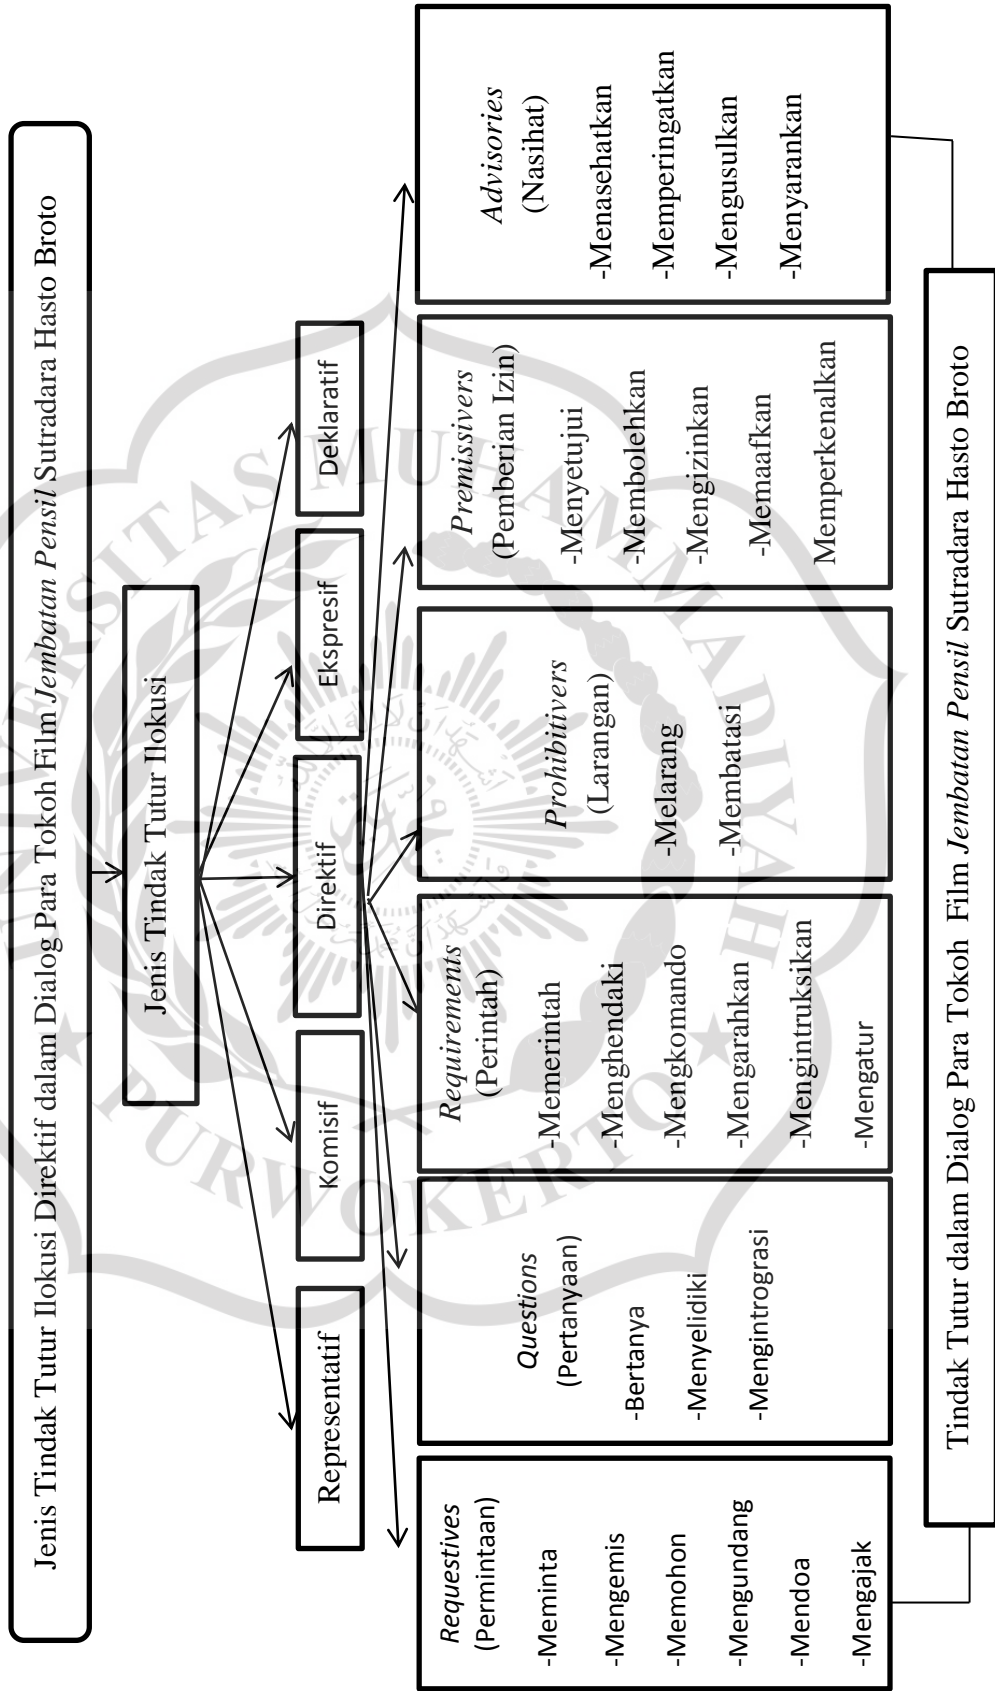 Jenis Tindak Tutur Ilokusi Direktif dalam Dialog Para Tokoh Film Jembatan Pensil Sutradara Hasto Broto
Jenis Tindak Tutur Ilokusi
Representatif
Komisif
Direktif
Ekspresif
Deklaratif
Requestives
(Permintaan)
-Meminta
-Mengemis
-Memohon
-Mengundang
-Mendoa
-Mengajak
Questions
(Pertanyaan)
-Bertanya
-Menyelidiki
-Mengintrograsi
Requirements
(Perintah)
-Memerintah
-Menghendaki
-Mengkomando
-Mengarahkan
-Mengintruksikan
-Mengatur
Prohibitivers
(Larangan)
-Melarang
-Membatasi
Premissivers
(Pemberian Izin)
-Menyetujui
-Membolehkan
-Mengizinkan
-Memaafkan
Memperkenalkan
Advisories
(Nasihat)
-Menasehatkan
-Memperingatkan
-Mengusulkan
-Menyarankan
Tindak Tutur dalam Dialog Para Tokoh Film Jembatan Pensil Sutradara Hasto Broto
UNIVERSITAS MUHAMMADIYAH
PURWOKERTO